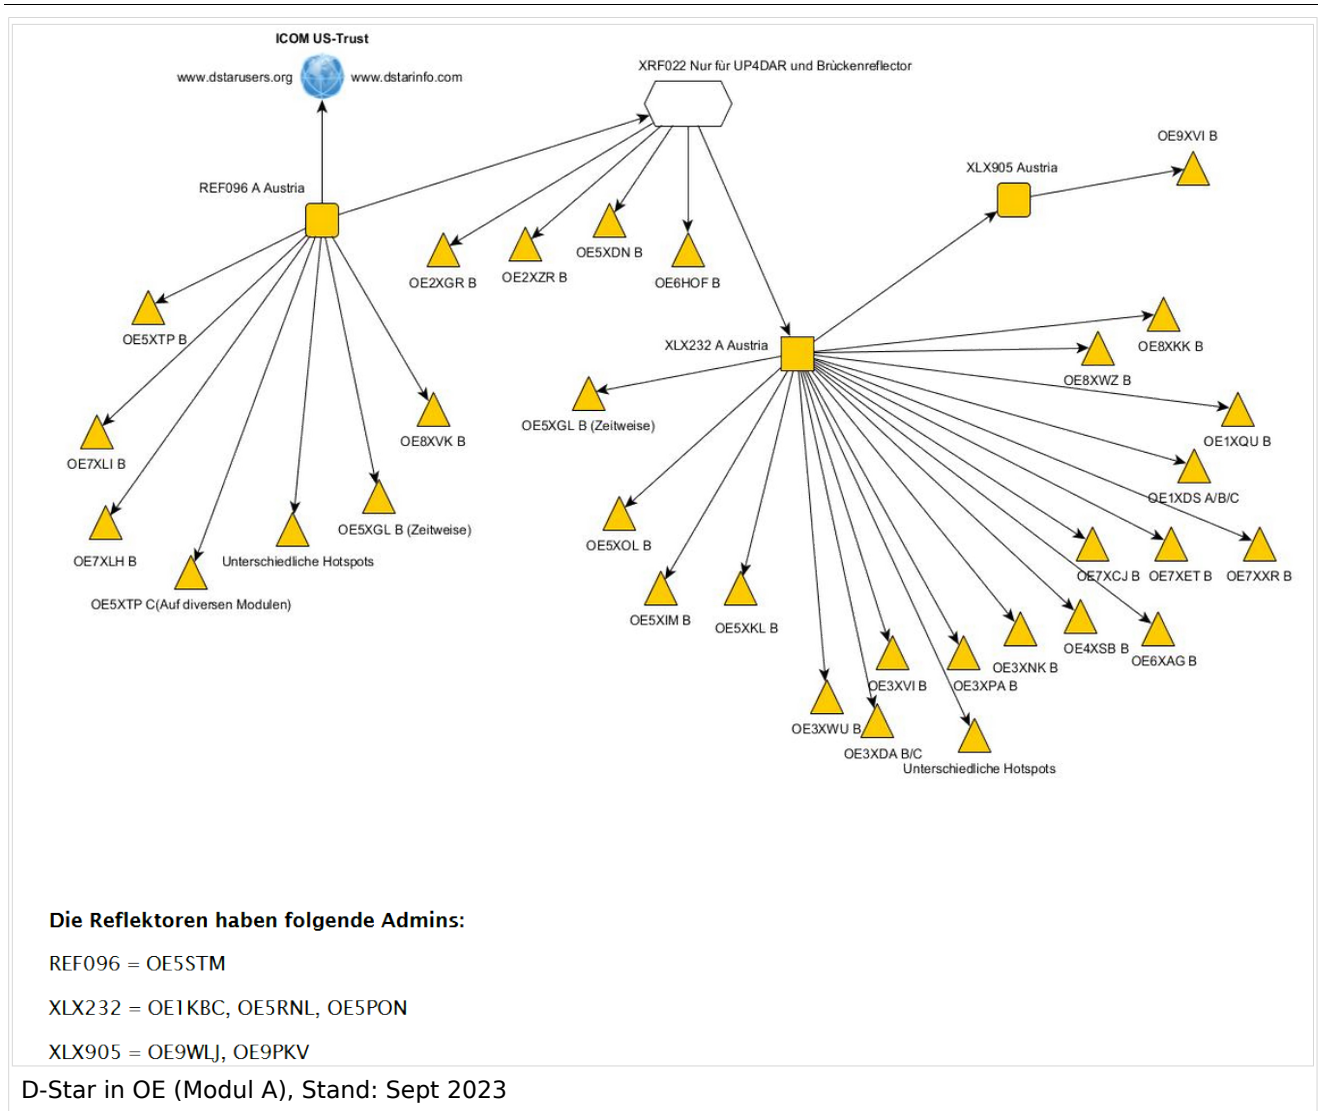 ICOM US-Trust
www.dstarusers.org
www.dstarinfo.com
XRF022 Nur für UP4DAR und Brückenreflector
OE9XVI B
XLX905 Austria
REF096 A Austria
OE5XDN B
OE2XZR B
OE2XGR B
OE6HOF B
OE5XTP B
XLX232 A Austria
OE8XKK B
OE8XWZ B
OE5XGL B (Zeitweise)
OE8XVK B
OE1XQU B
OE7XLI B
OE1XDS A/B/C
OE5XGL B (Zeitweise)
OE5XOL B
OE7XLH B
Unterschiedliche Hotspots
OE7XCJ B
OE7XET B
OE7XXR B
OE5XTP C(Auf diversen Modulen)
OE5XIM B
OE5XKL B
OE4XSB B
OE6XAG B
OE3XNK B
OE3XVI B
OE3XPA B
OE3XWU B
OE3XDA B/C
Unterschiedliche Hotspots
Die Reflektoren haben folgende Admins:
REF096 = OE5STM
XLX232 = OE1KBC, OE5RNL, OE5PON
XLX905 = OE9WLJ, OE9PKV
D-Star in OE (Modul A), Stand: Sept 2023